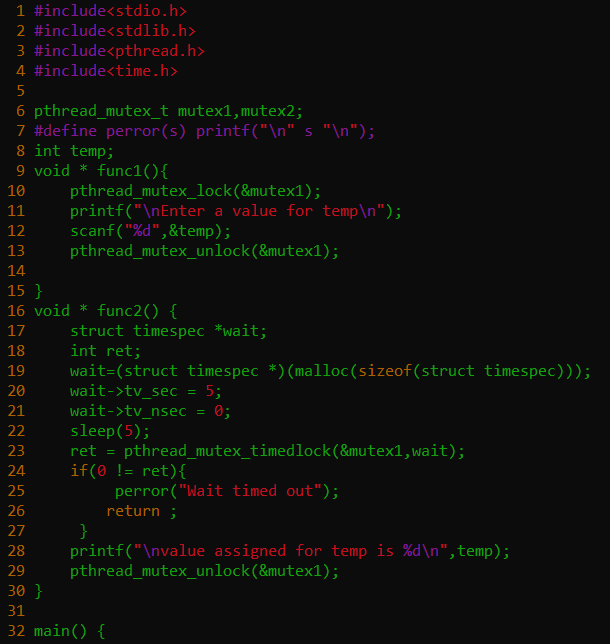 1 #include<stdio.h>
2 #include<stdlib.h>
3 #include<pthread.h>
4 #include<time.h>
5
6 pthread_mutex_t mutex1,mutex2;
7 #define perror(s) printf("\n" s "\n");
8 int temp;
9 void * func1(){
10     pthread_mutex_lock(&mutex1);
11     printf("\nEnter a value for temp\n");
12     scanf("%d",&temp);
13     pthread_mutex_unlock(&mutex1);
14
15 }
16 void * func2() {
17     struct timespec *wait;
18     int ret;
19     wait=(struct timespec *)(malloc(sizeof(struct timespec)));
20     wait->tv_sec = 5;
21     wait->tv_nsec = 0;
22     sleep(5);
23     ret = pthread_mutex_timedlock(&mutex1,wait);
24     if(0 != ret){
25          perror("Wait timed out");
26         return ;
27      }
28     printf("\nvalue assigned for temp is %d\n",temp);
29     pthread_mutex_unlock(&mutex1);
30 }
31
32 main() {